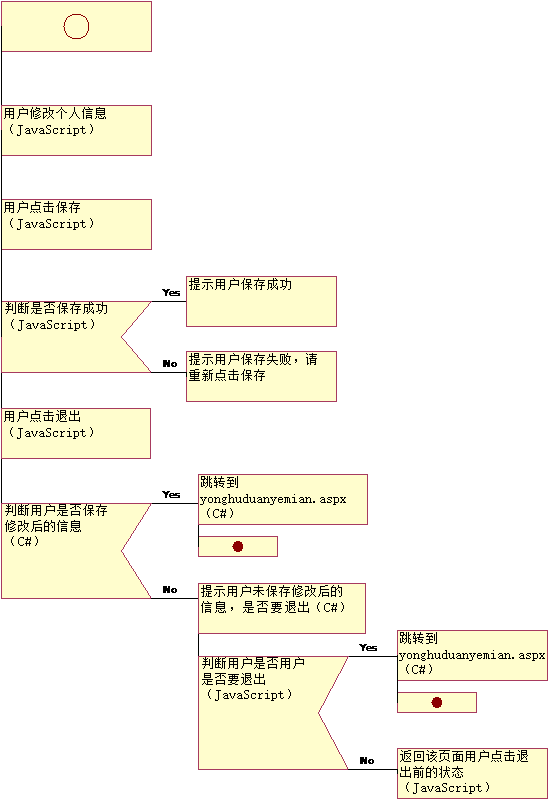 用户修改个人信息
（JavaScript）
用户点击保存
（JavaScript）
判断是否保存成功
（JavaScript）
Yes
提示用户保存成功
No
提示用户保存失败，请
重新点击保存
用户点击退出
（JavaScript）
判断用户是否保存
修改后的信息
（C#）
Yes
跳转到
yonghuduanyemian.aspx
（C#）
No
提示用户未保存修改后的
信息，是否要退出（C#）
判断用户是否用户
是否要退出
（JavaScript）
Yes
跳转到
yonghuduanyemian.aspx
（C#）
No
返回该页面用户点击退
出前的状态
（JavaScript）